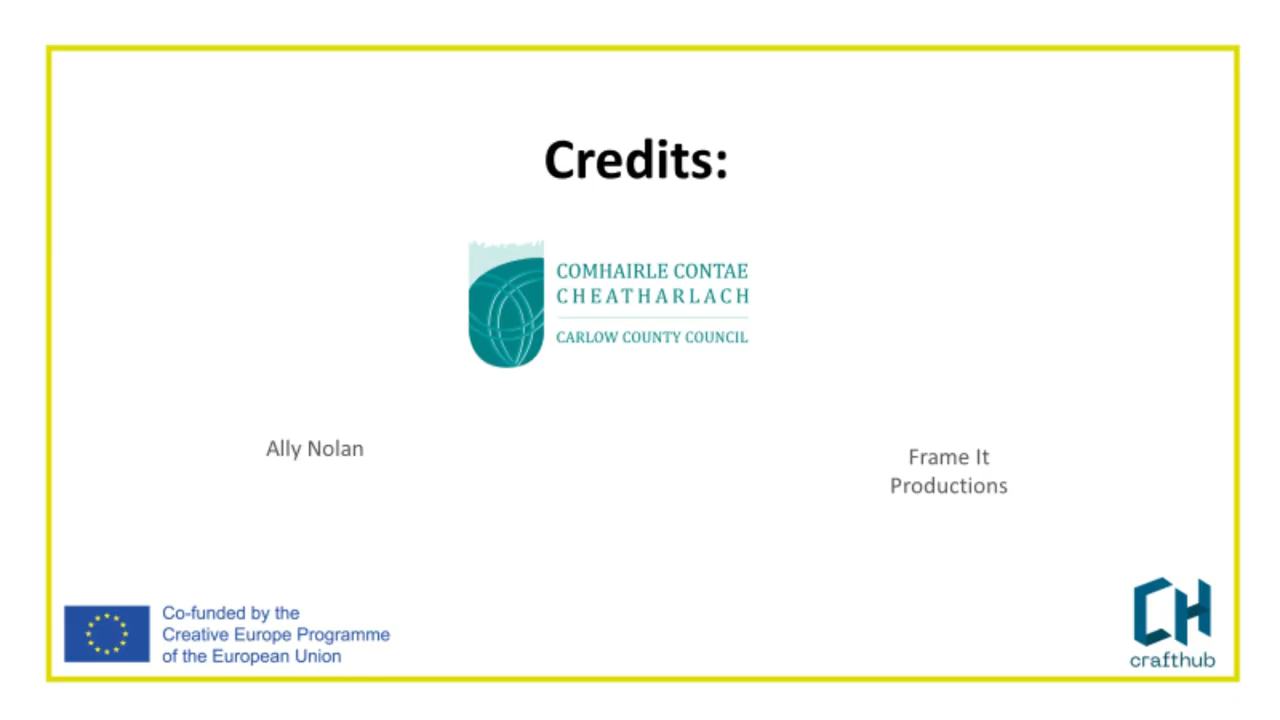 Credits:
COMHAIRLE CONTAE
CHEATHARLACH
CARLOW COUNTY COUNCIL
Ally Nolan
Frame It
Productions
Co-funded by the
Creative Europe Programme
of the European Union
CH
crafthub